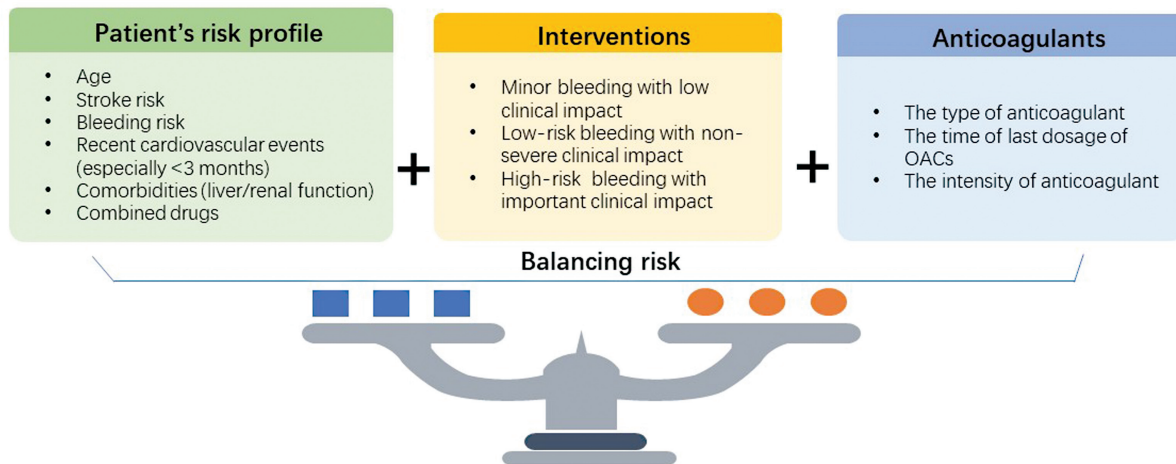 Patient's risk profile
• Age
• Stroke risk
• Bleeding risk
• Recent cardiovascular events
(especially <3 months)
• Comorbidities (liver/renal function)
• Combined drugs
+
Interventions
• Minor bleeding with low
clinical impact
• Low-risk bleeding with non-
severe clinical impact
• High-risk bleeding with
important clinical impact
+
Anticoagulants
• The type of anticoagulant
• The time of last dosage of
OACs
• The intensity of anticoagulant
Balancing risk